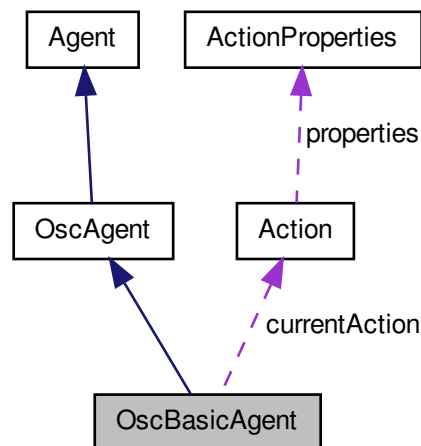 Agent
ActionProperties
properties
OscAgent
Action
currentAction
OscBasicAgent